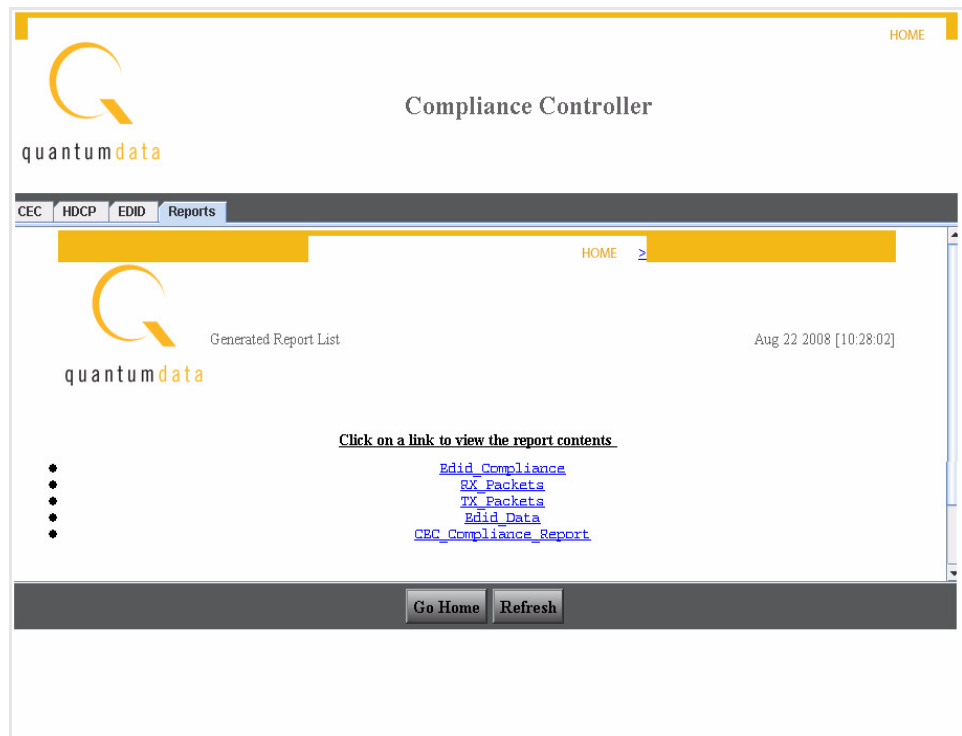 HOME
Compliance Controller
quantumdata
CEC HDCP EDID Reports
HOME >
Generated Report List Aug 22 2008 [10:28:02]
quantumdata
Click on a link to view the report contents
Edid_Compliance
RX_Packets
TX_Packets
Edid_Data
CEC_Compliance_Report
Go Home Refresh